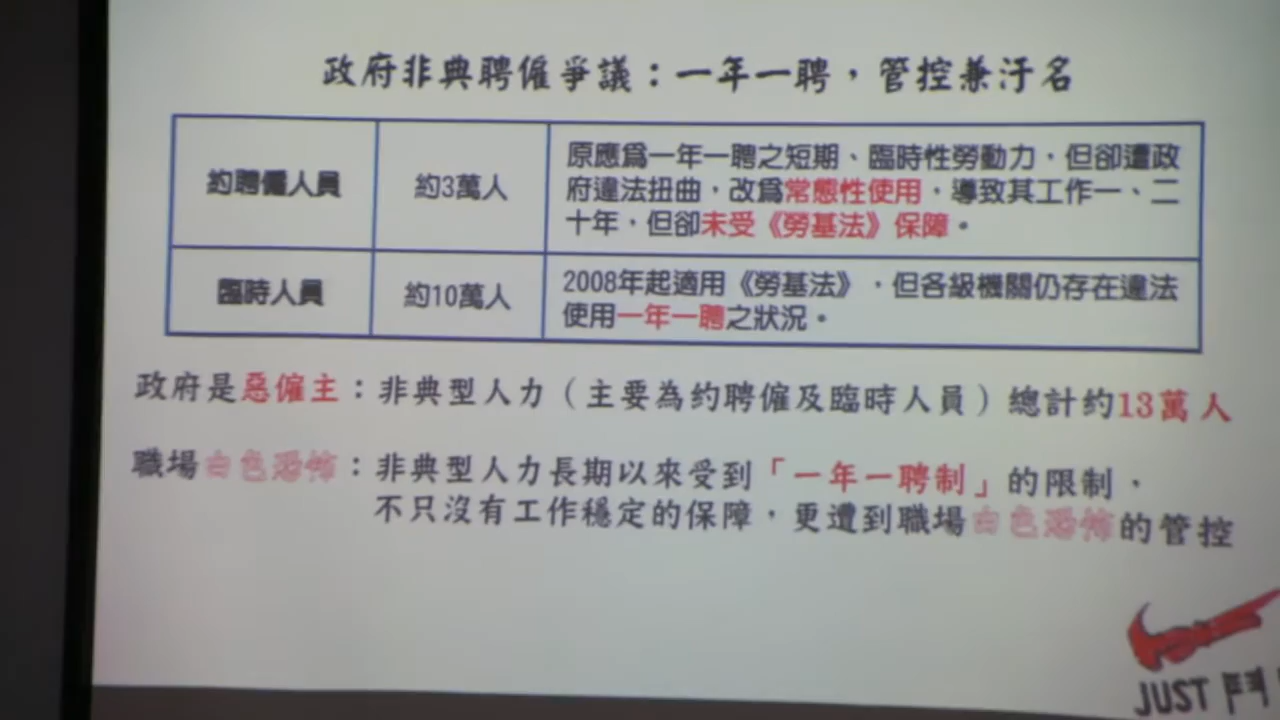 政府非典聘僱爭議：一年一聘，管控兼汙名
約聘僱人員
約3萬人
原應為一年一聘之短期、臨時性勞動力，但卻遭政
府違法扭曲，改為常態性使用，導致其工作一、二
十年，但卻未受《勞基法》保障。
臨時人員
約10萬人
2008年起適用《勞基法》，但各級機關仍存在違法
使用一年一聘之狀況。
政府是惡僱主：非典型人力（主要為約聘僱及臨時人員）總計約13萬人
職場白色恐怖：非典型人力長期以來受到「一年一聘制」的限制，
不只沒有工作穩定的保障，更遭到職場白色恐怖的管控
JUST 鬥